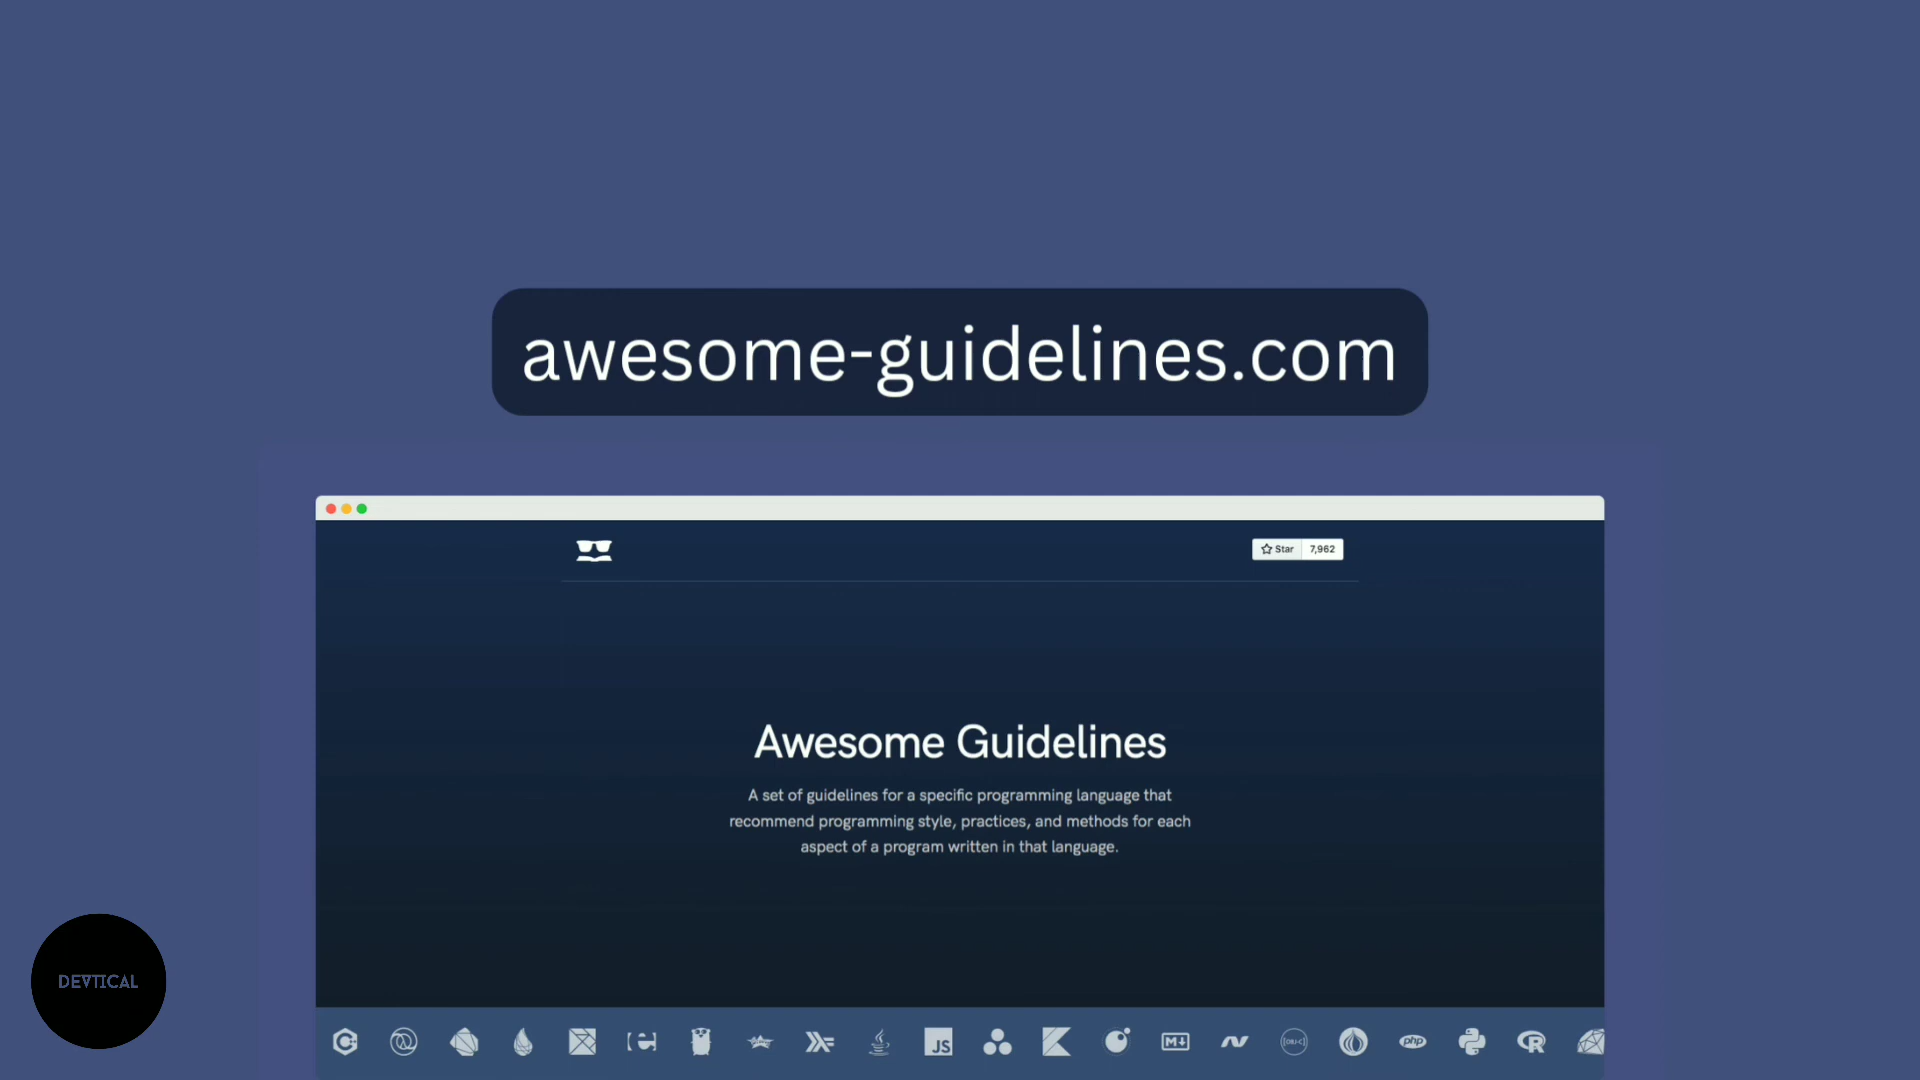 awesome-guidelines.com
Star 7,962
Awesome Guidelines
A set of guidelines for a specific programming language that
recommend programming style, practices, and methods for each
aspect of a program written in that language.
DEVTICAL
JS
M
[OBJ-C]
php
R